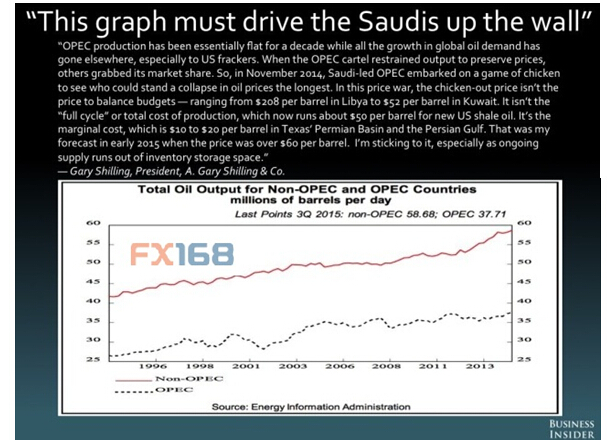 “This graph must drive the Saudis up the wall”
“OPEC production has been essentially flat for a decade while all the growth in global oil demand has
gone elsewhere, especially to US frackers. When the OPEC cartel restrained output to preserve prices,
others grabbed its market share. So, in November 2014, Saudi-led OPEC embarked on a game of chicken
to see who could stand a collapse in oil prices the longest. In this price war, the chicken-out price isn’t the
price to balance budgets — ranging from $208 per barrel in Libya to $52 per barrel in Kuwait. It isn’t the
“full cycle” or total cost of production, which now runs about $50 per barrel for new US shale oil. It’s the
marginal cost, which is $10 to $20 per barrel in Texas’ Permian Basin and the Persian Gulf. That was my
forecast in early 2015 when the price was over $60 per barrel.  I’m sticking to it, especially as ongoing
supply runs out of inventory storage space.”
— Gary Shilling, President, A. Gary Shilling & Co.
Total Oil Output for Non-OPEC and OPEC Countries
millions of barrels per day
Last Points 3Q 2015: non-OPEC 58.68; OPEC 37.71
60 60
55 55
FX168
50 50
45 45
40 40
35 35
30 30
25 25
1996 1998 2001 2003 2006 2008 2011 2013
Non-OPEC
OPEC
Source: Energy Information Administration
BUSINESS
INSIDER